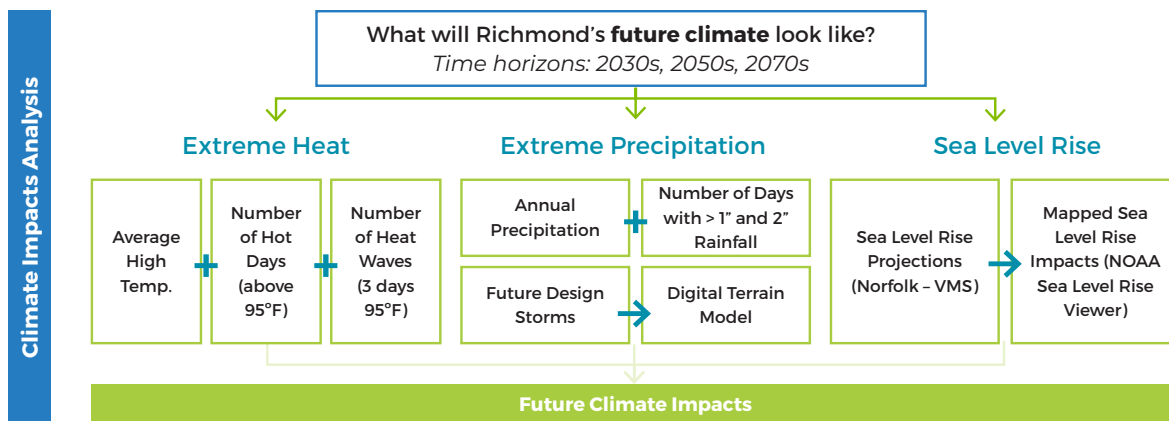 Climate Impacts Analysis
What will Richmond’s future climate look like?
Time horizons: 2030s, 2050s, 2070s
Extreme Heat
Average
High
Temp.
+
Number
of Hot
Days
(above
95°F)
+
Number
of Heat
Waves
(3 days
95°F)
Extreme Precipitation
Annual
Precipitation
+
Number of Days
with > 1” and 2”
Rainfall
Future Design
Storms
Digital Terrain
Model
Sea Level Rise
Sea Level Rise
Projections
(Norfolk – VMS)
Mapped Sea
Level Rise
Impacts (NOAA
Sea Level Rise
Viewer)
Future Climate Impacts